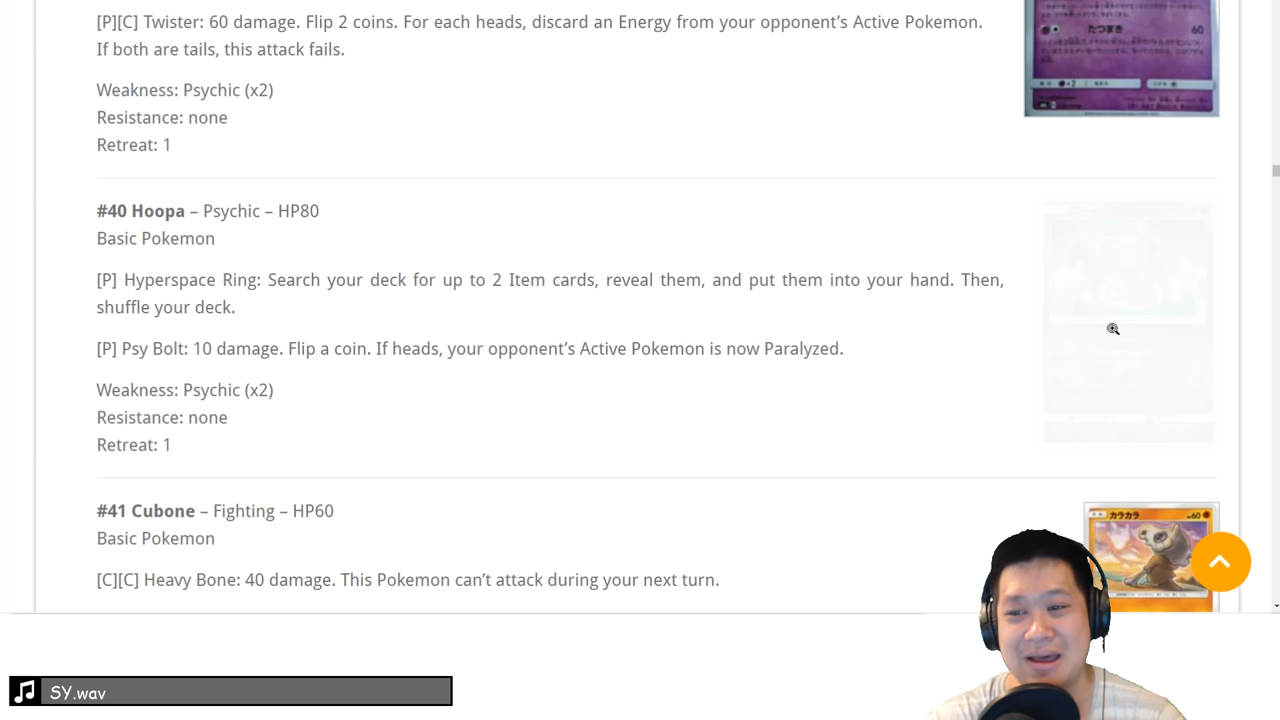 [P][C] Twister: 60 damage. Flip 2 coins. For each heads, discard an Energy from your opponent’s Active Pokemon.
If both are tails, this attack fails.
たつまき 60
Weakness: Psychic (x2)
Resistance: none
Retreat: 1
#40 Hoopa – Psychic – HP80
Basic Pokemon
[P] Hyperspace Ring: Search your deck for up to 2 Item cards, reveal them, and put them into your hand. Then,
shuffle your deck.
[P] Psy Bolt: 10 damage. Flip a coin. If heads, your opponent’s Active Pokemon is now Paralyzed.
Weakness: Psychic (x2)
Resistance: none
Retreat: 1
#41 Cubone – Fighting – HP60
Basic Pokemon
カラカラ 60
[C][C] Heavy Bone: 40 damage. This Pokemon can’t attack during your next turn.
SY.wav